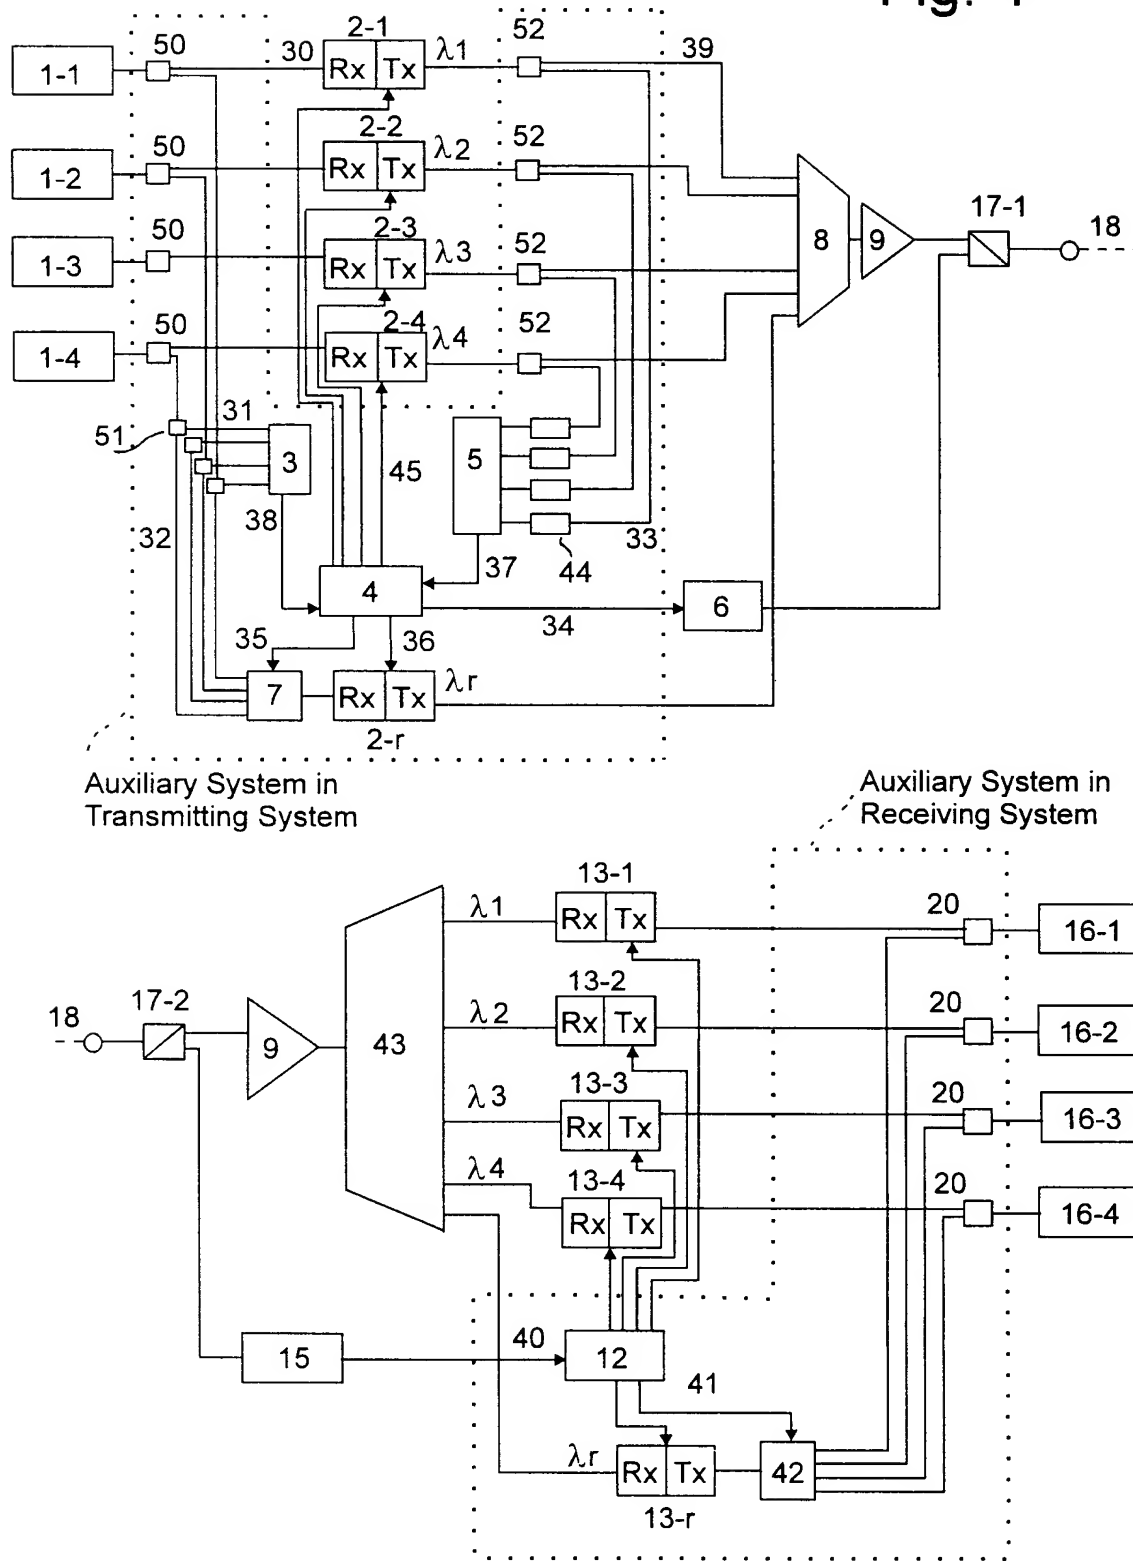 Fig. 1
50
30
2-1
λ1
52
39
1-1
Rx
Tx
50
2-2
λ2
52
1-2
Rx
Tx
50
2-3
λ3
52
1-3
Rx
Tx
8
9
17-1
18
50
2-4
λ4
52
1-4
Rx
Tx
31
51
3
45
5
38
32
37
44
33
4
34
6
35
36
7
Rx
Tx
λr
2-r
Auxiliary System in
Transmitting System
Auxiliary System in
Receiving System
13-1
λ1
Rx
Tx
20
16-1
13-2
18
17-2
9
43
λ2
Rx
Tx
20
16-2
13-3
λ3
Rx
Tx
20
16-3
λ4
13-4
Rx
Tx
20
16-4
15
40
12
41
λr
Rx
Tx
42
13-r